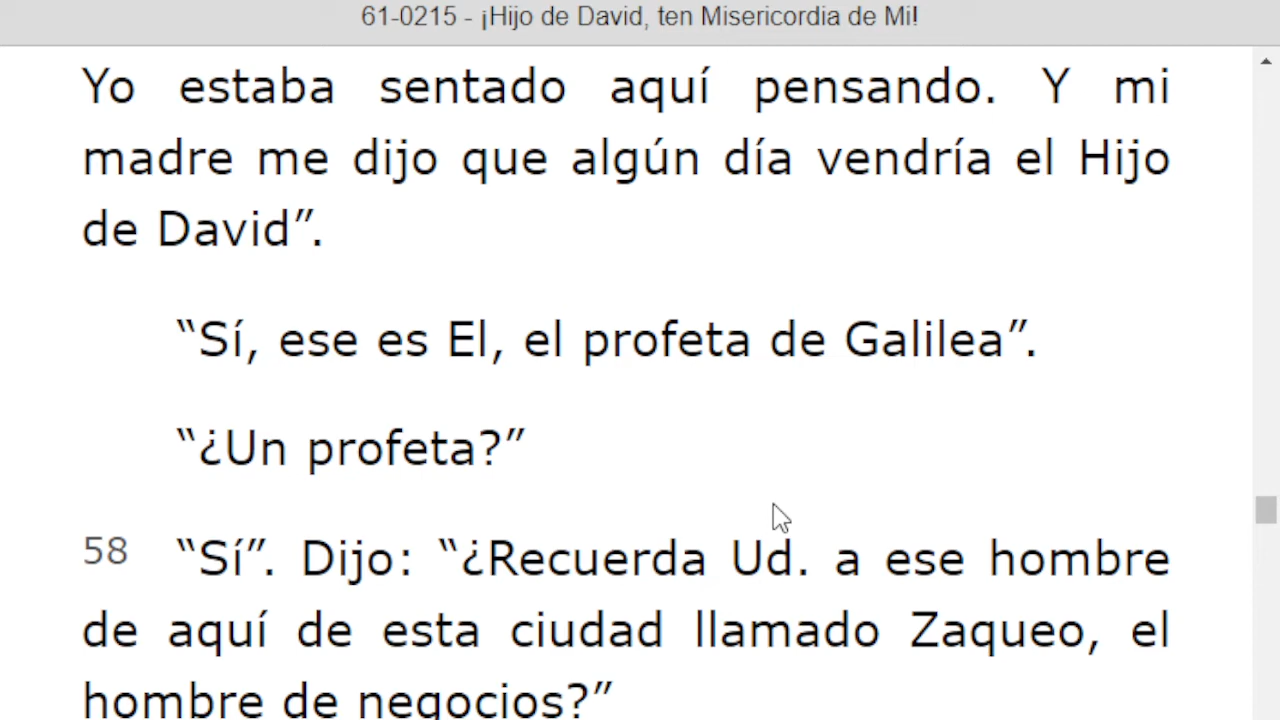 61-0215 - ¡Hijo de David, ten Misericordia de Mi!
Yo estaba sentado aquí pensando. Y mi
madre me dijo que algún día vendría el Hijo
de David”.
“Sí, ese es El, el profeta de Galilea”.
“¿Un profeta?”
58 “Sí”. Dijo: “¿Recuerda Ud. a ese hombre
de aquí de esta ciudad llamado Zaqueo, el
hombre de negocios?”